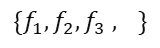 {f₁, f₂, f₃ ,   }